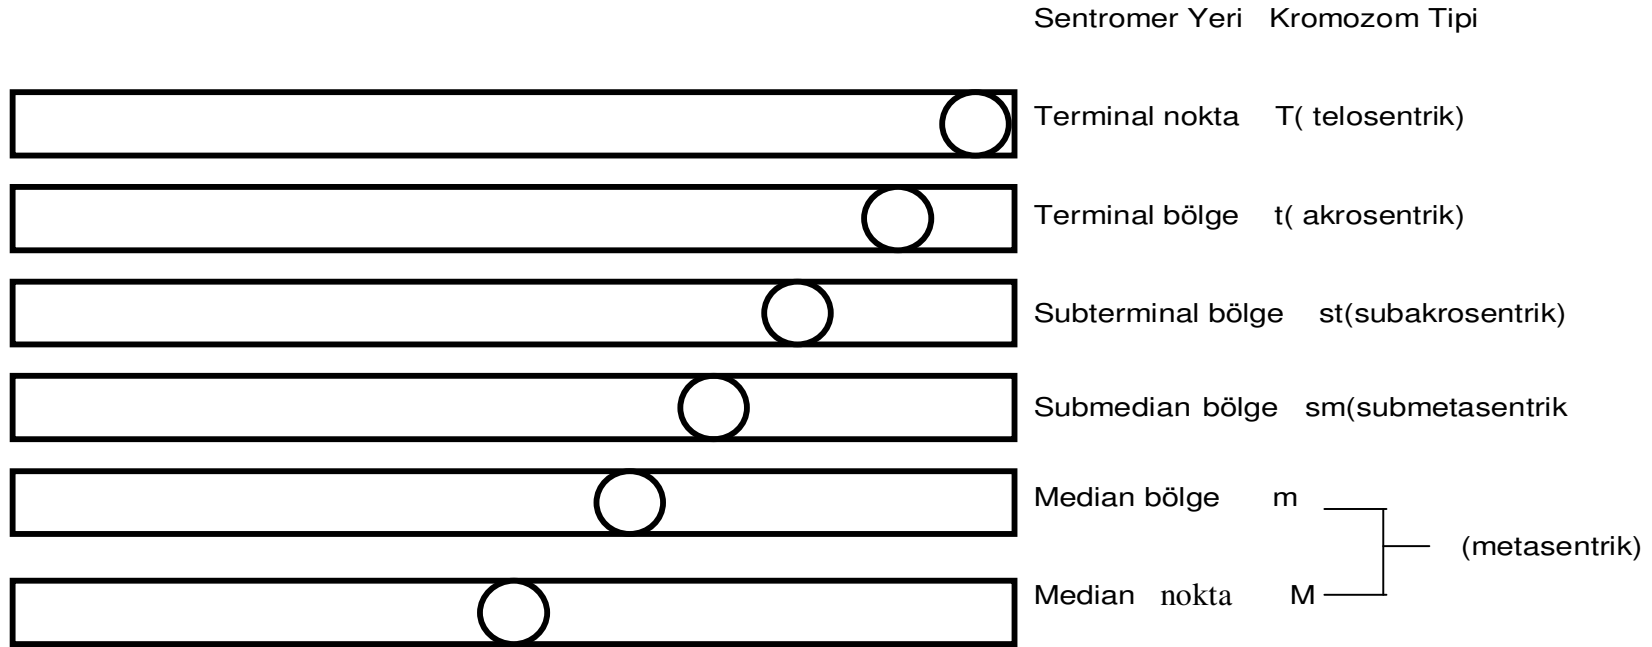 Sentromer Yeri Kromozom Tipi
Terminal nokta T( telosentrik)
Terminal bölge t( akrosentrik)
Subterminal bölge st(subakrosentrik)
Submedian bölge sm(submetasentrik
Median bölge m
(metasentrik)
Median nokta M